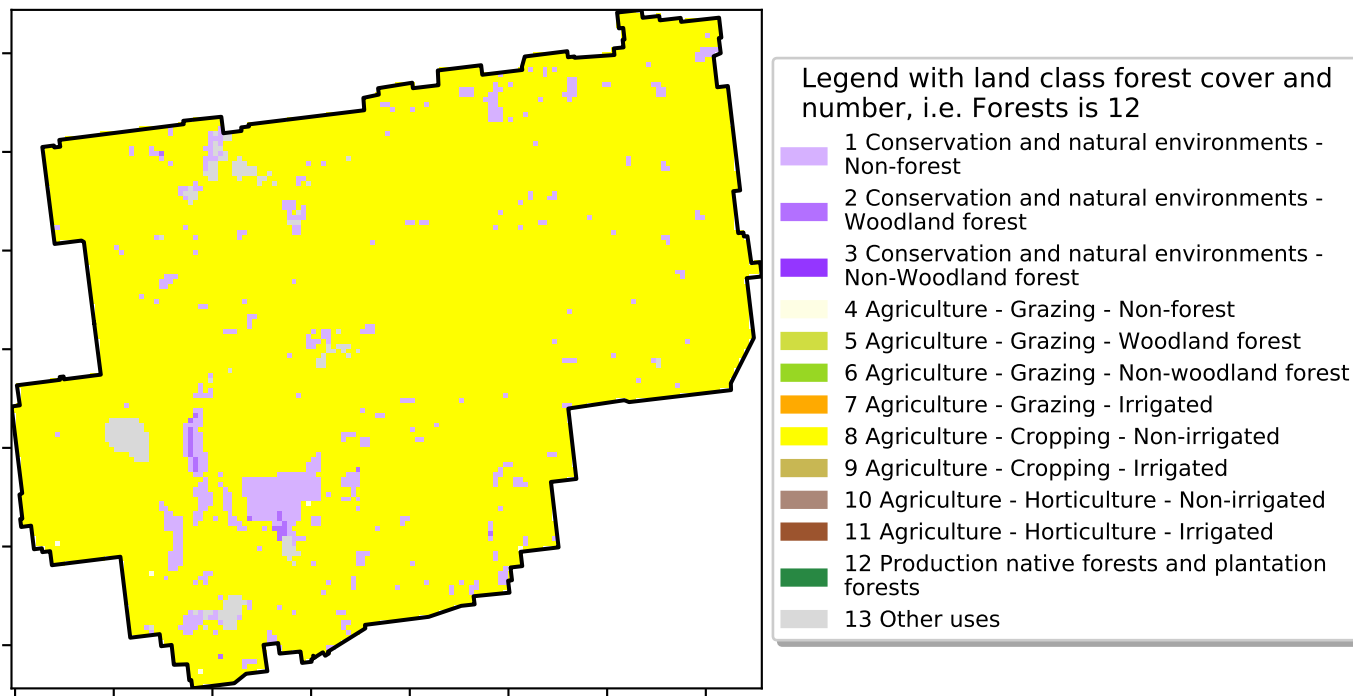 Legend with land class forest cover and
number, i.e. Forests is 12
1 Conservation and natural environments -
Non-forest
2 Conservation and natural environments -
Woodland forest
3 Conservation and natural environments -
Non-Woodland forest
4 Agriculture - Grazing - Non-forest
5 Agriculture - Grazing - Woodland forest
6 Agriculture - Grazing - Non-woodland forest
7 Agriculture - Grazing - Irrigated
8 Agriculture - Cropping - Non-irrigated
9 Agriculture - Cropping - Irrigated
10 Agriculture - Horticulture - Non-irrigated
11 Agriculture - Horticulture - Irrigated
12 Production native forests and plantation
forests
13 Other uses